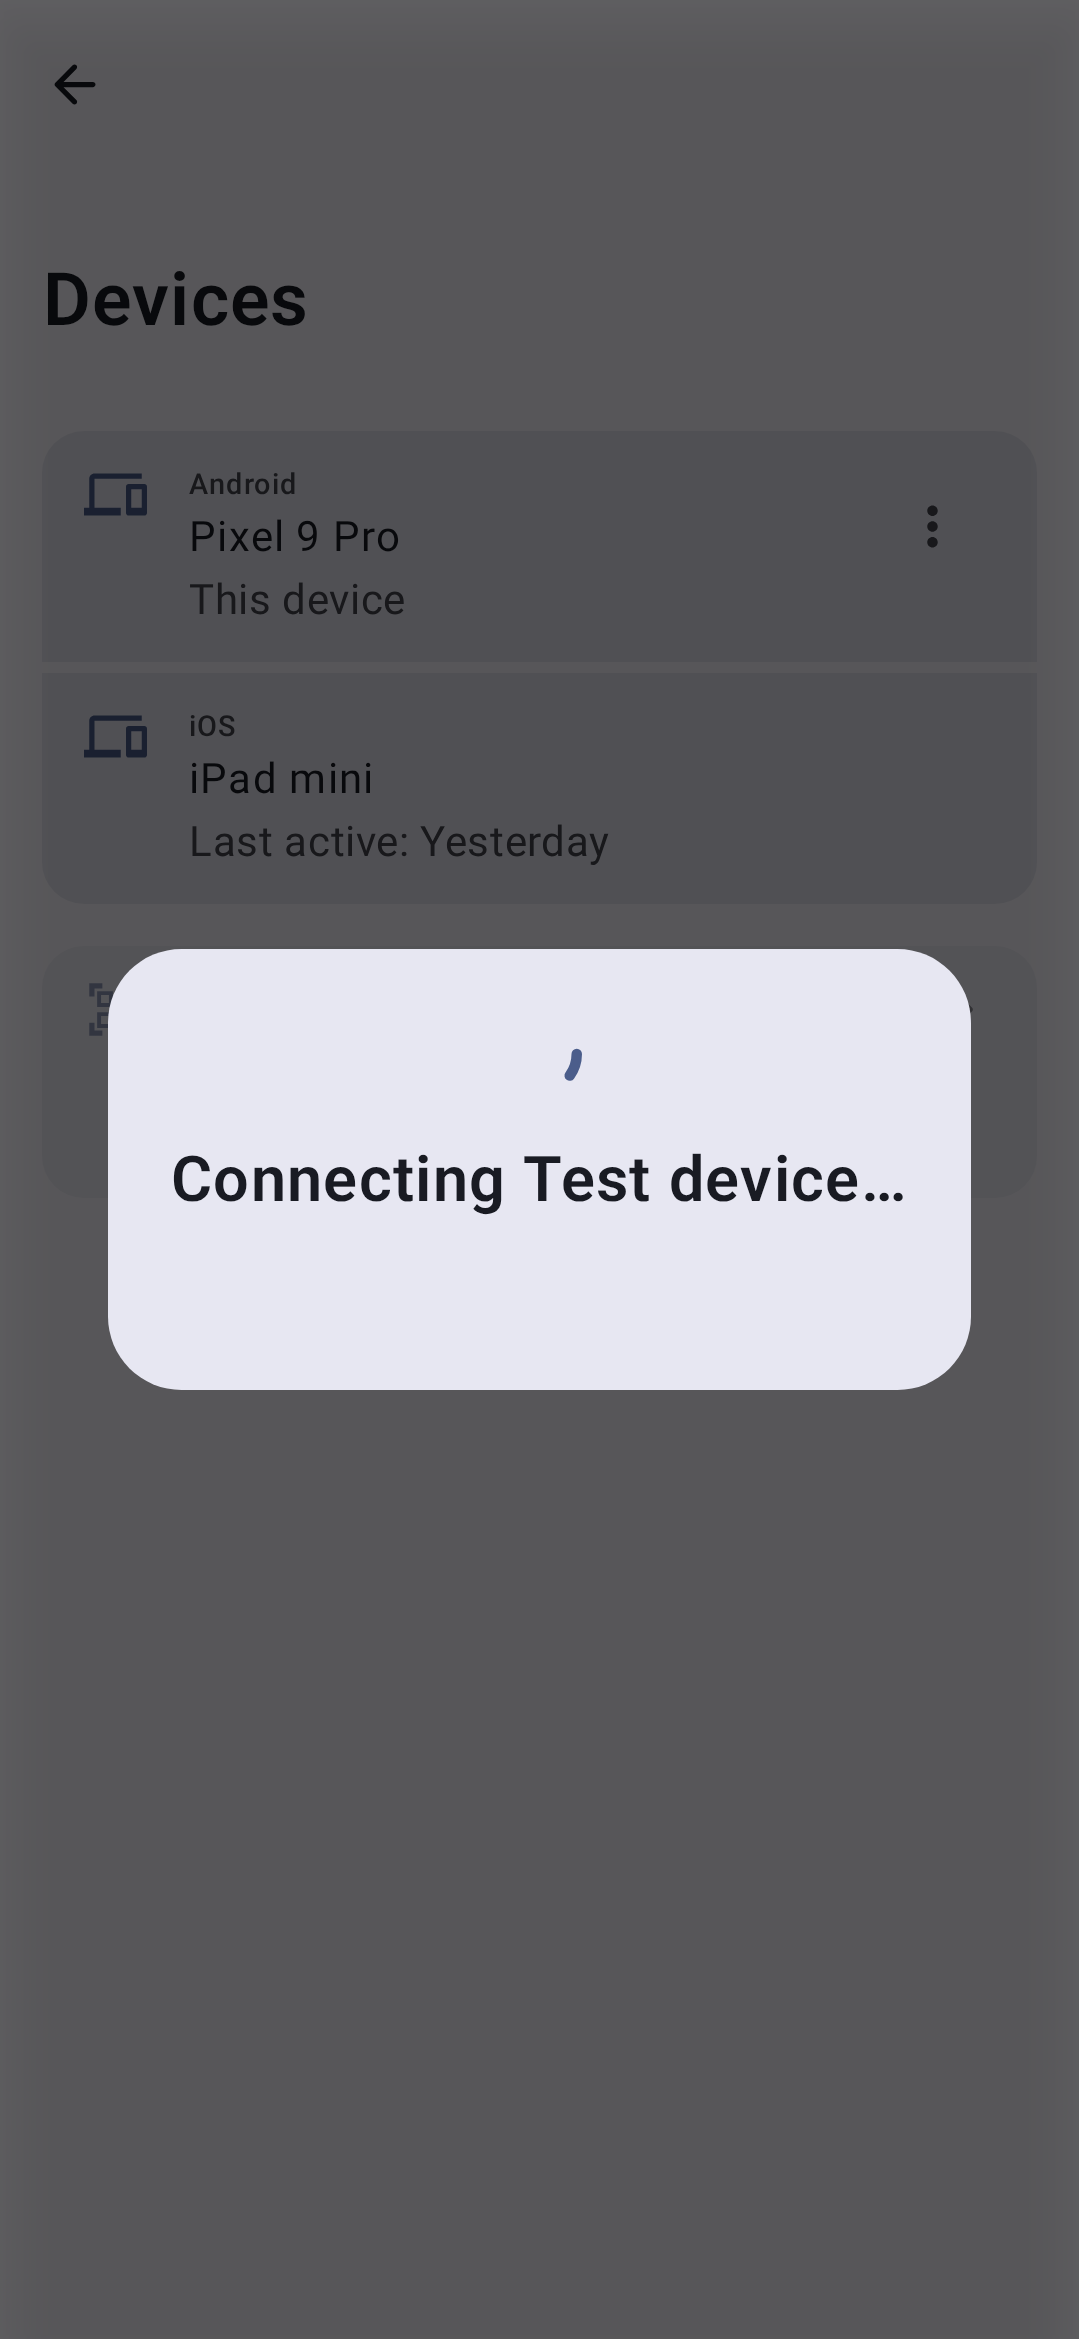 Devices
Android
Pixel 9 Pro
This device
iOS
iPad mini
Last active: Yesterday
Connecting Test device…